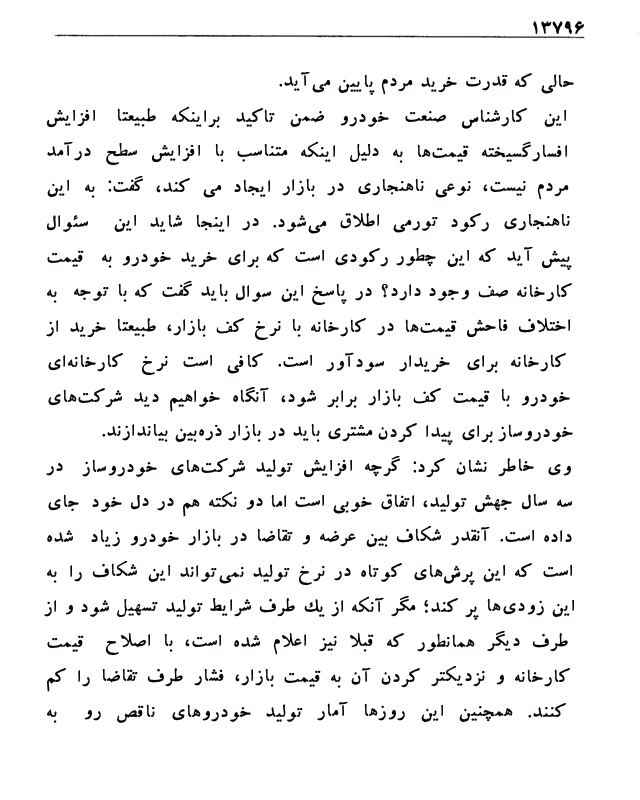 ۱۳۷۹۶
حالی که قدرت خرید مردم پایین می‌آید.
این کارشناس صنعت خودرو ضمن تاکید براینکه طبیعتا افزایش
افسارگسیخته قیمت‌ها به دلیل اینکه متناسب با افزایش سطح درآمد
مردم نیست، نوعی ناهنجاری در بازار ایجاد می کند، گفت: به این
ناهنجاری رکود تورمی اطلاق می‌شود. در اینجا شاید این سئوال
پیش آید که این چطور رکودی است که برای خرید خودرو به قیمت
کارخانه صف وجود دارد؟ در پاسخ این سوال باید گفت که با توجه به
اختلاف فاحش قیمت‌ها در کارخانه با نرخ کف بازار، طبیعتا خرید از
کارخانه برای خریدار سودآور است. کافی است نرخ کارخانه‌ای
خودرو با قیمت کف بازار برابر شود، آنگاه خواهیم دید شرکت‌های
خودروساز برای پیدا کردن مشتری باید در بازار ذره‌بین بیاندازند.
وی خاطر نشان کرد: گرچه افزایش تولید شرکت‌های خودروساز در
سه سال جهش تولید، اتفاق خوبی است اما دو نکته هم در دل خود جای
داده است. آنقدر شکاف بین عرضه و تقاضا در بازار خودرو زیاد شده
است که این پرش‌های کوتاه در نرخ تولید نمی‌تواند این شکاف را به
این زودی‌ها پر کند؛ مگر آنکه از یك طرف شرایط تولید تسهیل شود و از
طرف دیگر همانطور که قبلا نیز اعلام شده است، با اصلاح قیمت
کارخانه و نزدیکتر کردن آن به قیمت بازار، فشار طرف تقاضا را کم
کنند. همچنین این روزها آمار تولید خودروهای ناقص رو به